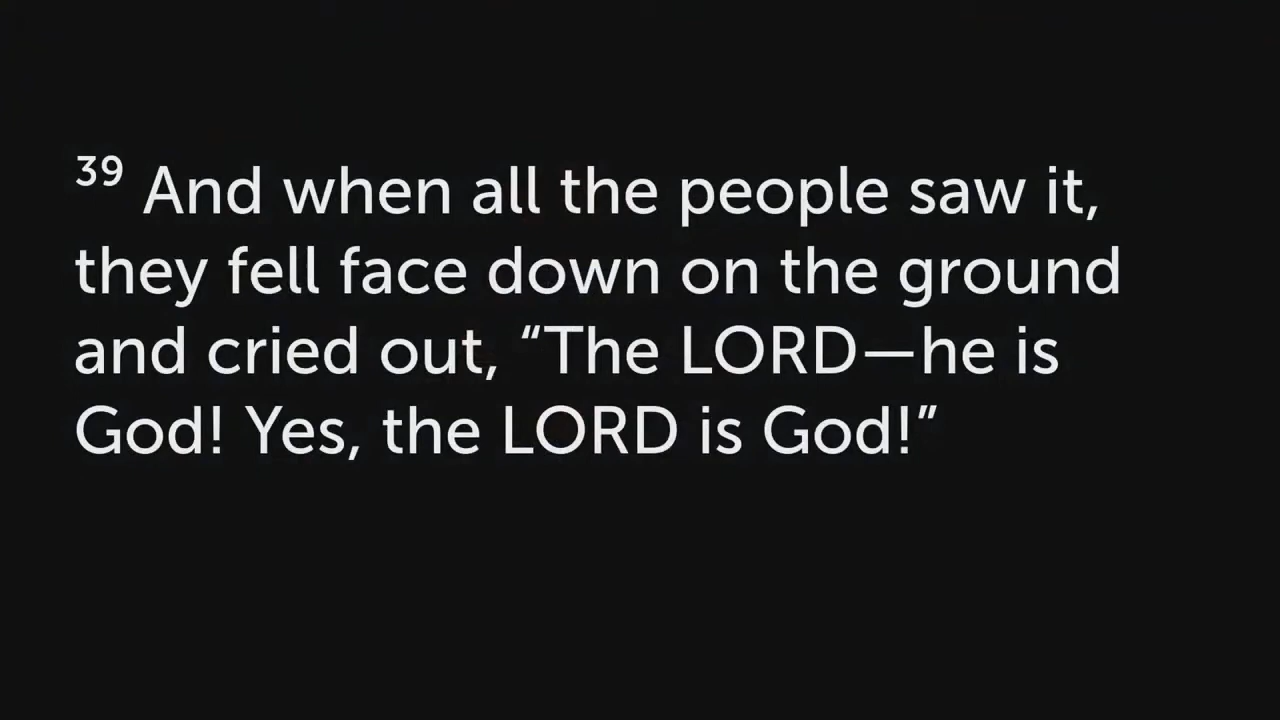 39 And when all the people saw it,
they fell face down on the ground
and cried out, “The LORD—he is
God! Yes, the LORD is God!”